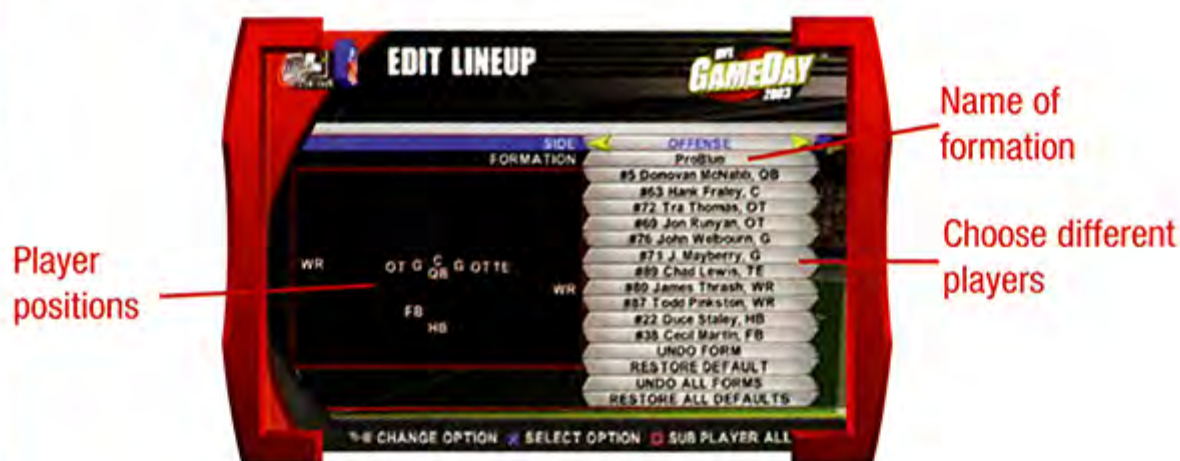 EDIT LINEUP
NFL
GAMEDAY
2003
SIDE OFFENSE
FORMATION ProBlue
#5 Donovan McNabb, QB
#63 Hank Fraley, C
#72 Tra Thomas, OT
#69 Jon Runyan, OT
#76 John Welbourn, G
#71 J. Mayberry, G
#89 Chad Lewis, TE
#80 James Thrash, WR
#87 Todd Pinkston, WR
#22 Duce Staley, HB
#38 Cecil Martin, FB
UNDO FORM
RESTORE DEFAULT
UNDO ALL FORMS
RESTORE ALL DEFAULTS
WR OT G C G OT TE
QB
WR
FB
HB
CHANGE OPTION SELECT OPTION SUB PLAYER ALL
Name of
formation
Choose different
players
Player
positions